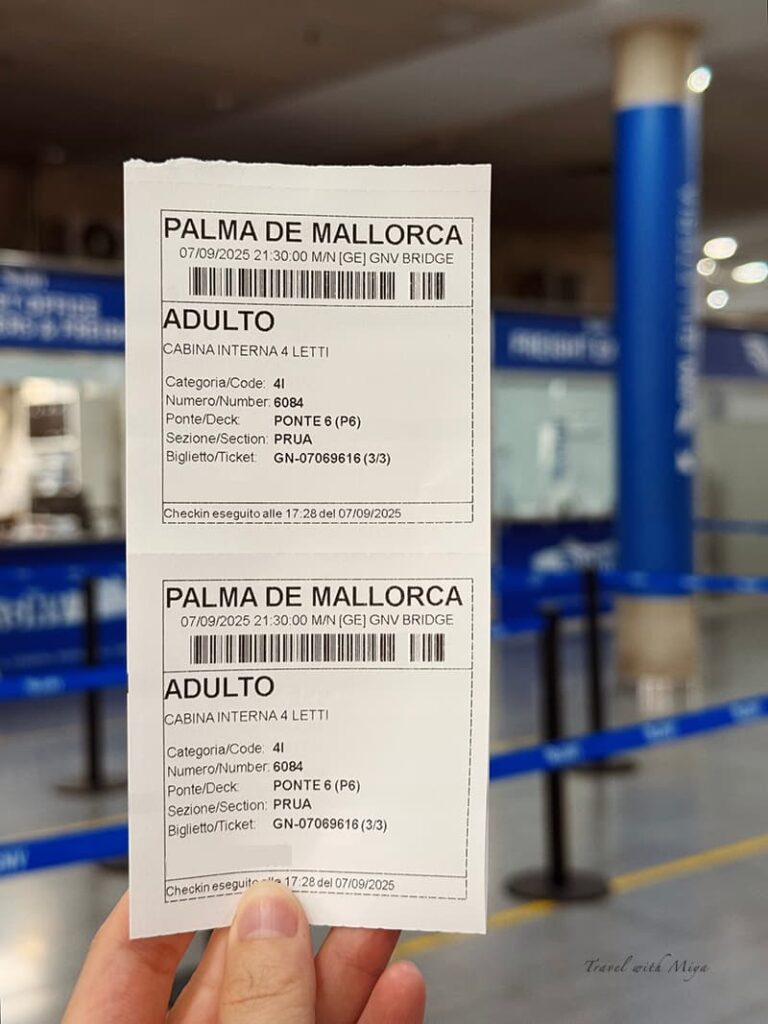 PALMA DE MALLORCA
07/09/2025 21:30:00 M/N [GE] GNV BRIDGE
ADULTO
CABINA INTERNA 4 LETTI
Categoria/Code: 4I
Numero/Number: 6084
Ponte/Deck: PONTE 6 (P6)
Sezione/Section: PRUA
Biglietto/Ticket: GN-07069616 (3/3)
Checkin eseguito alle 17:28 del 07/09/2025
PALMA DE MALLORCA
07/09/2025 21:30:00 M/N [GE] GNV BRIDGE
ADULTO
CABINA INTERNA 4 LETTI
Categoria/Code: 4I
Numero/Number: 6084
Ponte/Deck: PONTE 6 (P6)
Sezione/Section: PRUA
Biglietto/Ticket: GN-07069616 (3/3)
Checkin eseguito 17:28 del 07/09/2025
Travel with Miya